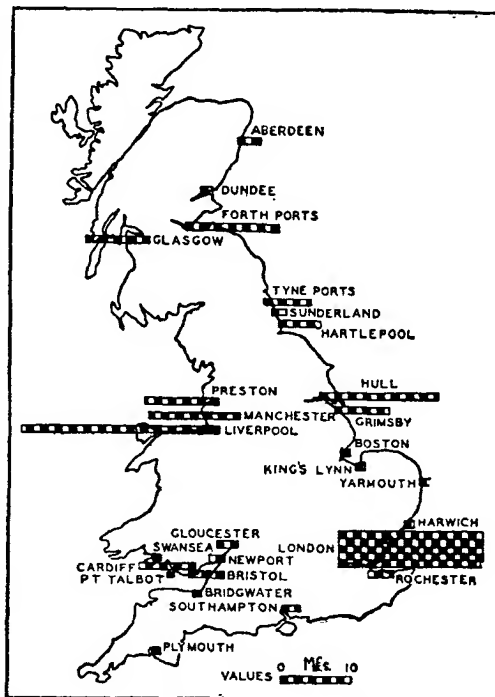 ABERDEEN
DUNDEE
FORTH PORTS
GLASGOW
TYNE PORTS
SUNDERLAND
HARTLEPOOL
PRESTON
HULL
MANCHESTER
GRIMSBY
LIVERPOOL
BOSTON
KING'S LYNN
YARMOUTH
HARWICH
GLOUCESTER
SWANSEA
LONDON
NEWPORT
CARDIFF
PT TALBOT
BRISTOL
ROCHESTER
BRIDGWATER
SOUTHAMPTON
PLYMOUTH
VALUES 0 M£s. 10